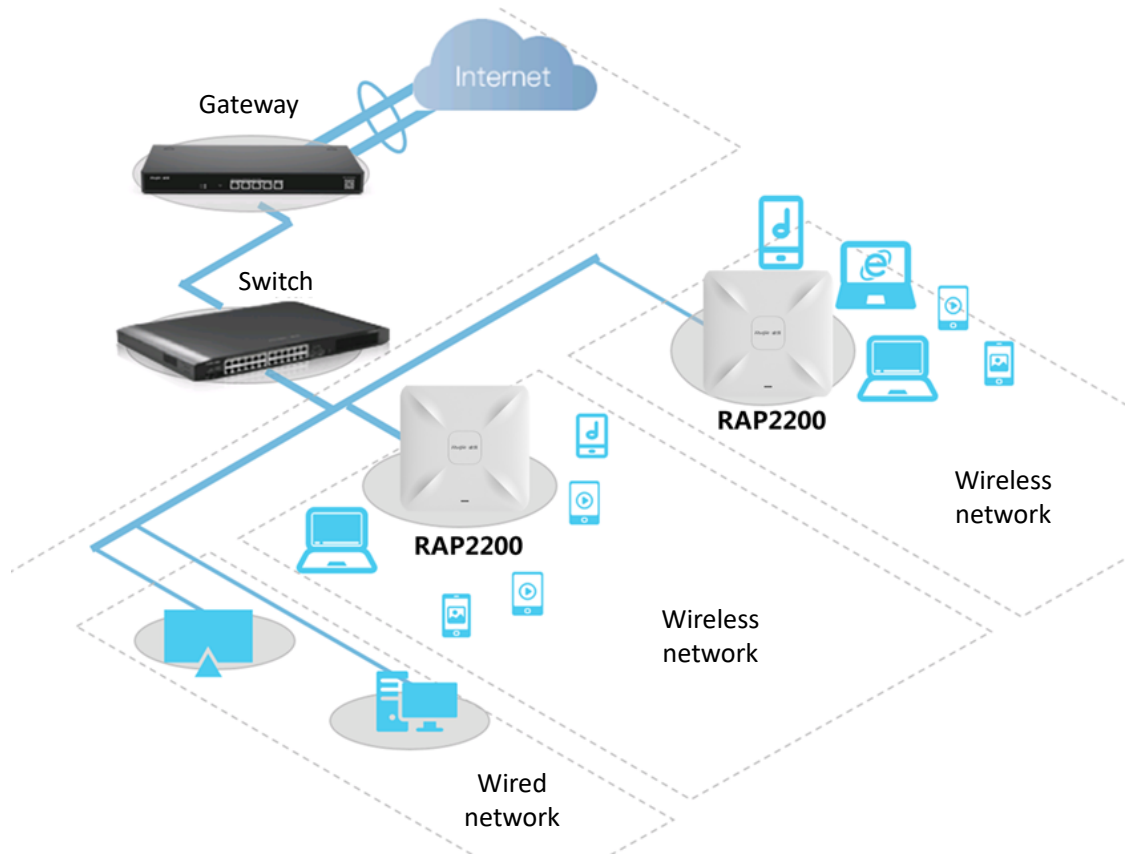 Internet
Gateway
Switch
RAP2200
Wireless
network
RAP2200
Wireless
network
Wired
network